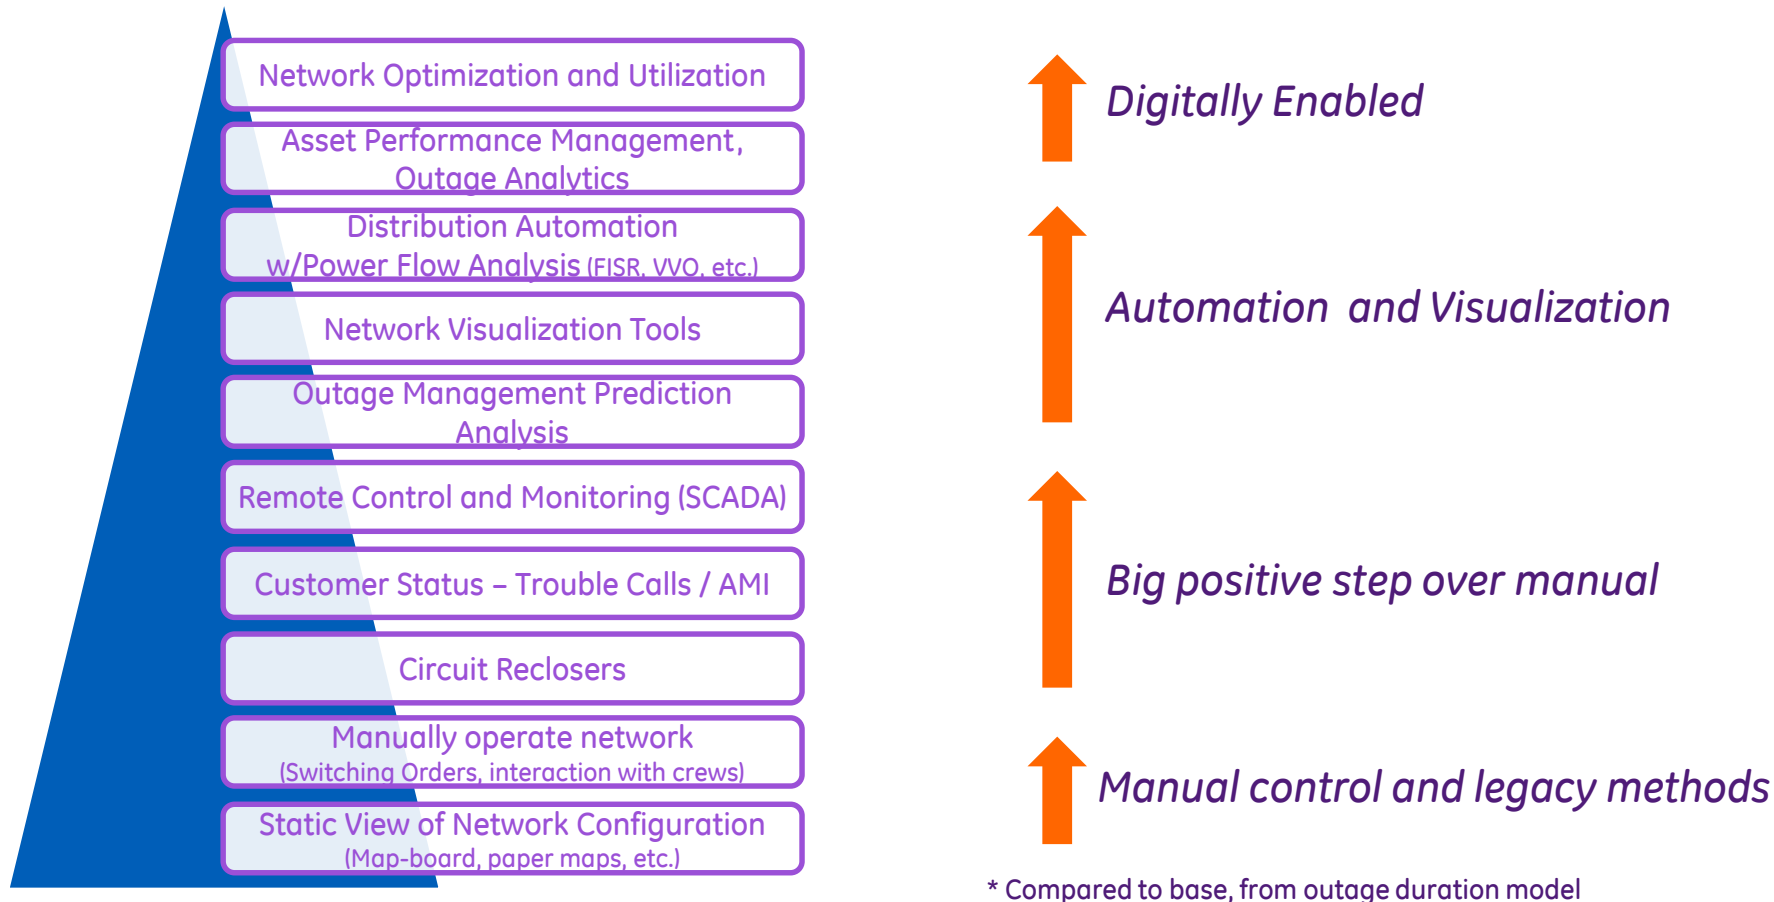 Network Optimization and Utilization
Asset Performance Management,
Outage Analytics
Distribution Automation
w/Power Flow Analysis (FISR, VVO, etc.)
Network Visualization Tools
Outage Management Prediction
Analysis
Remote Control and Monitoring (SCADA)
Customer Status – Trouble Calls / AMI
Circuit Reclosers
Manually operate network
(Switching Orders, interaction with crews)
Static View of Network Configuration
(Map-board, paper maps, etc.)
Digitally Enabled
Automation and Visualization
Big positive step over manual
Manual control and legacy methods
* Compared to base, from outage duration model